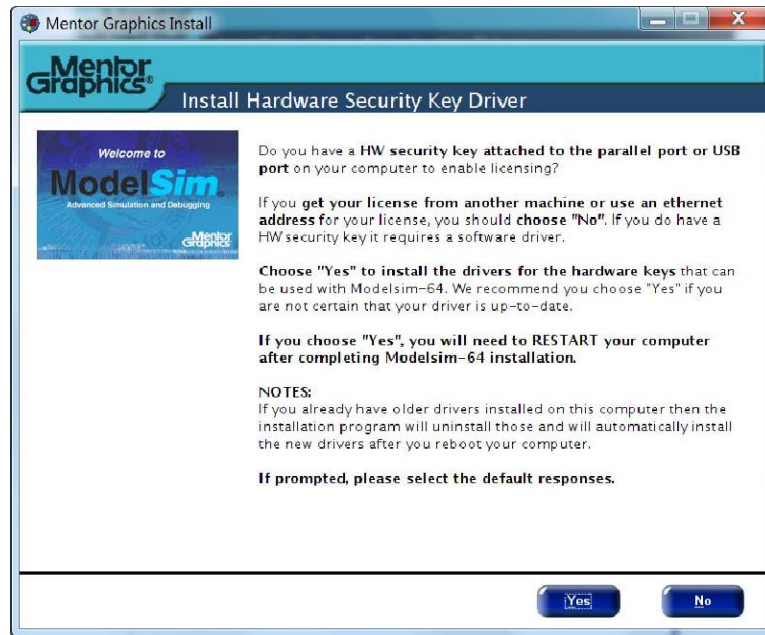 Mentor Graphics Install
Mentor
Graphics®
Install Hardware Security Key Driver
Welcome to
ModelSim
Advanced Simulation and Debugging
Mentor
Graphics
Do you have a HW security key attached to the parallel port or USB
port on your computer to enable licensing?
If you get your license from another machine or use an ethernet
address for your license, you should choose "No". If you do have a
HW security key it requires a software driver.
Choose "Yes" to install the drivers for the hardware keys that can
be used with Modelsim-64. We recommend you choose "Yes" if you
are not certain that your driver is up-to-date.
If you choose "Yes", you will need to RESTART your computer
after completing Modelsim-64 installation.
NOTES:
If you already have older drivers installed on this computer then the
installation program will uninstall those and will automatically install
the new drivers after you reboot your computer.
If prompted, please select the default responses.
Yes
No